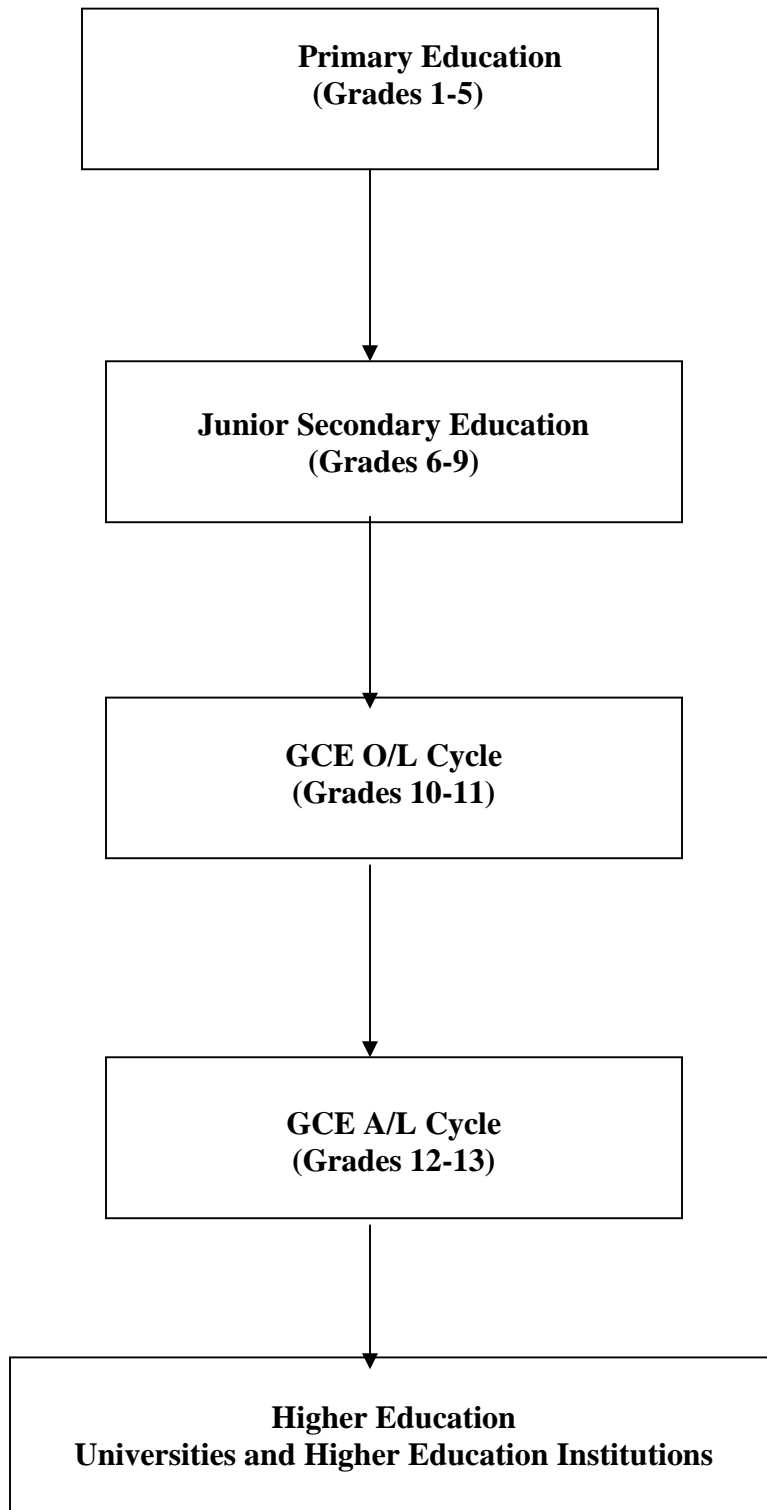 Primary Education
(Grades 1-5)
Junior Secondary Education
(Grades 6-9)
GCE O/L Cycle
(Grades 10-11)
GCE A/L Cycle
(Grades 12-13)
Higher Education
Universities and Higher Education Institutions